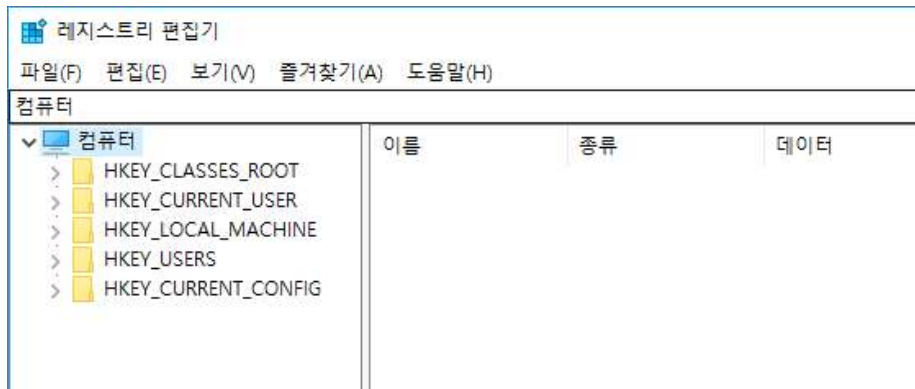 레지스트리 편집기
파일(F) 편집(E) 보기(V) 즐겨찾기(A) 도움말(H)
컴퓨터
컴퓨터
HKEY_CLASSES_ROOT
HKEY_CURRENT_USER
HKEY_LOCAL_MACHINE
HKEY_USERS
HKEY_CURRENT_CONFIG
이름 종류 데이터